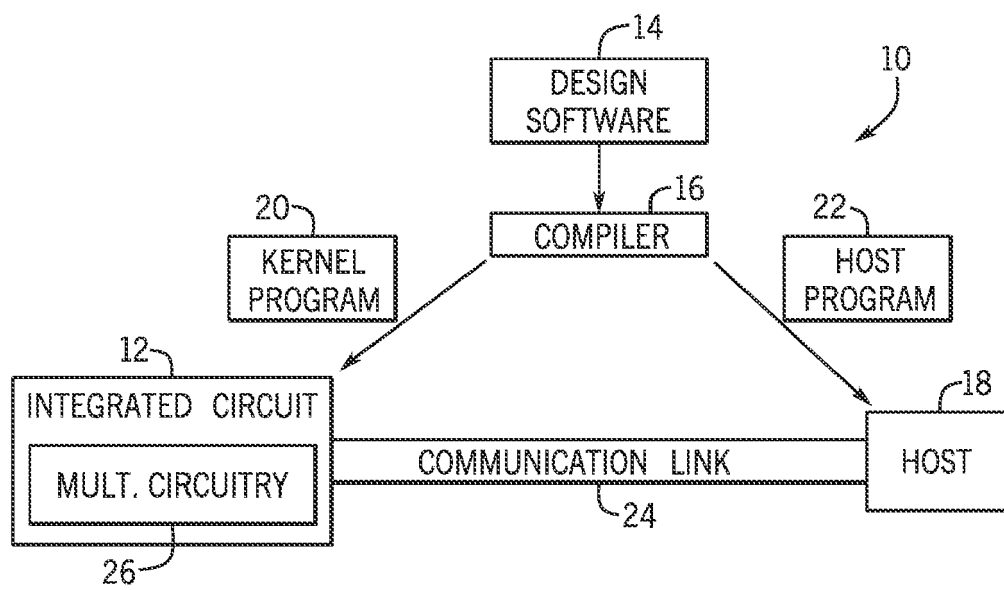 14
DESIGN
SOFTWARE
10
16
COMPILER
20
KERNEL
PROGRAM
22
HOST
PROGRAM
12
INTEGRATED CIRCUIT
MULT. CIRCUITRY
26
COMMUNICATION LINK
24
18
HOST